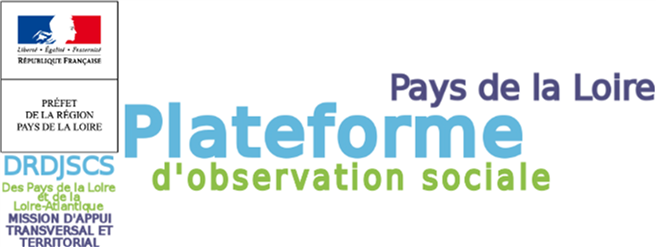 Liberté • Égalité • Fraternité
RÉPUBLIQUE FRANÇAISE
PRÉFET
DE LA RÉGION
PAYS DE LA LOIRE
DRDJSCS
Des Pays de la Loire
et de la
Loire-Atlantique
MISSION D'APPUI
TRANSVERSAL ET
TERRITORIAL
Pays de la Loire
Plateforme
d'observation sociale